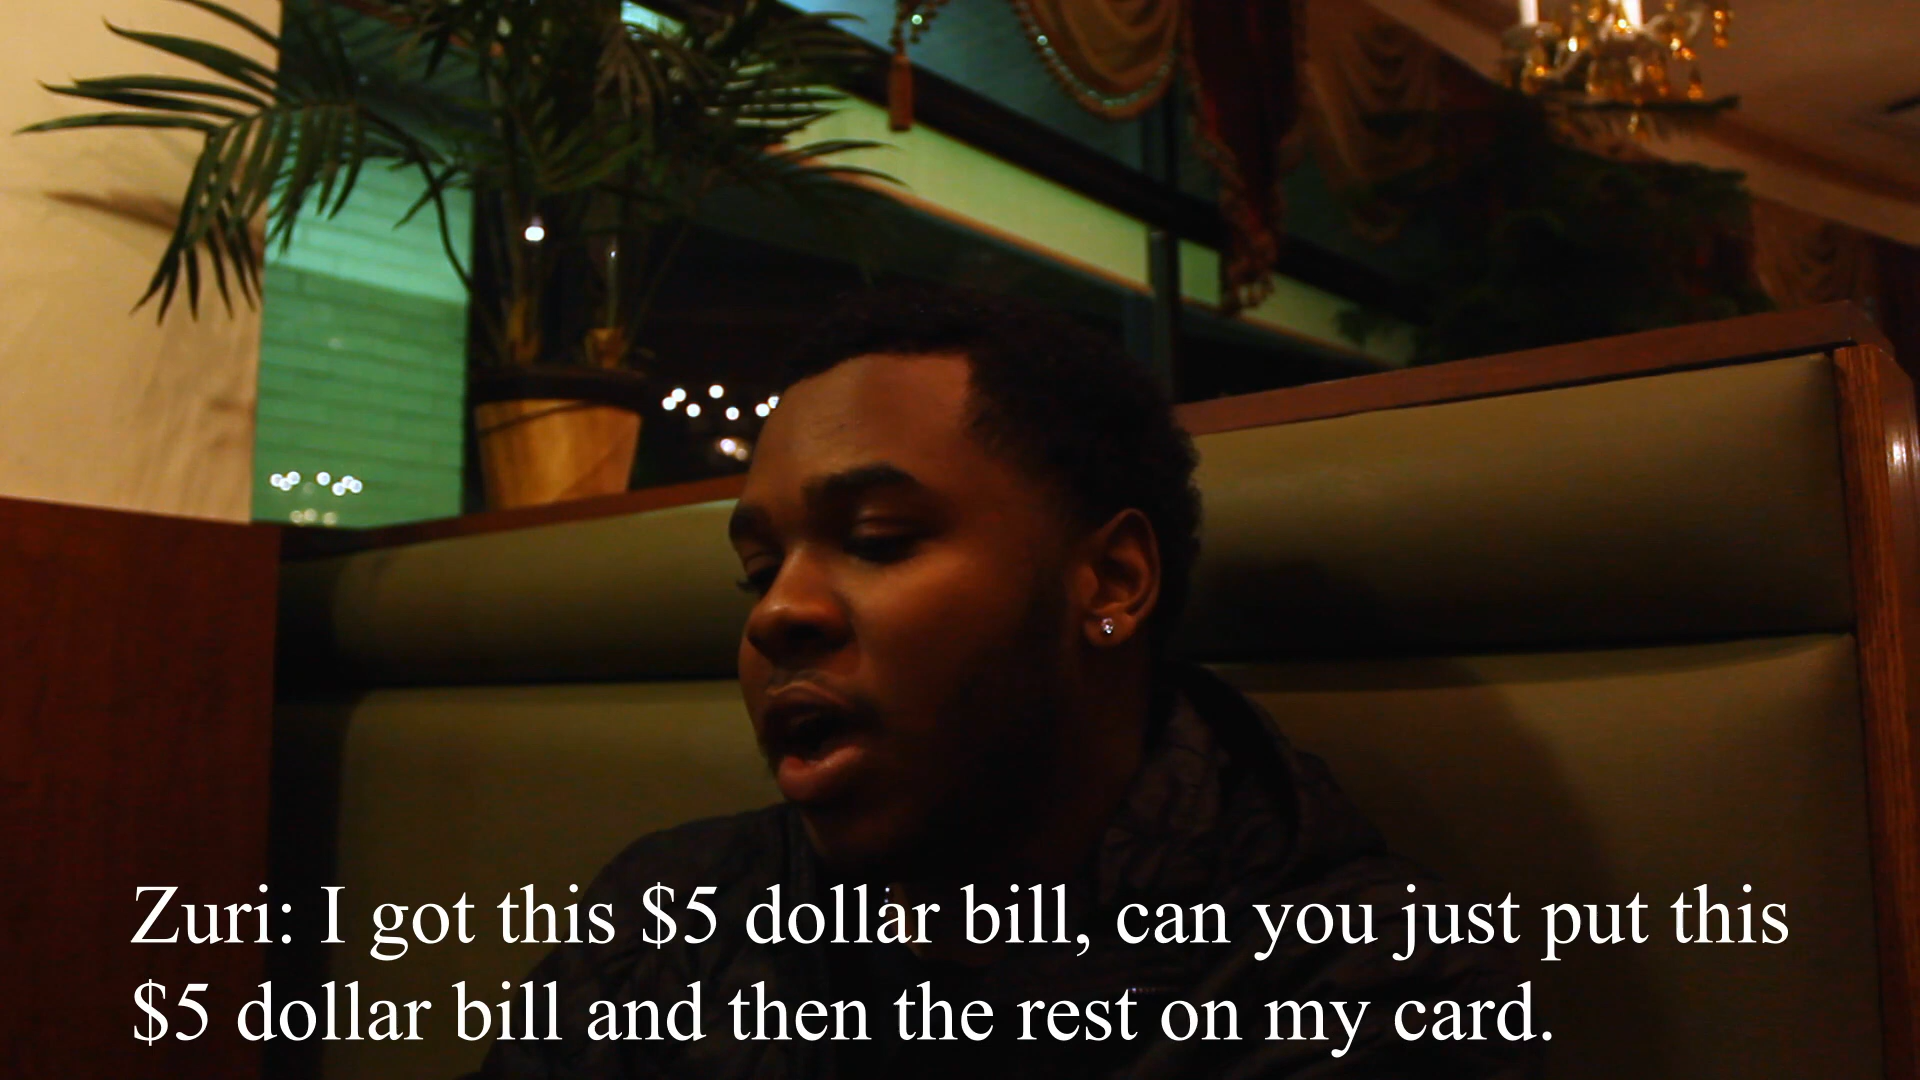 Zuri: I got this $5 dollar bill, can you just put this
$5 dollar bill and then the rest on my card.